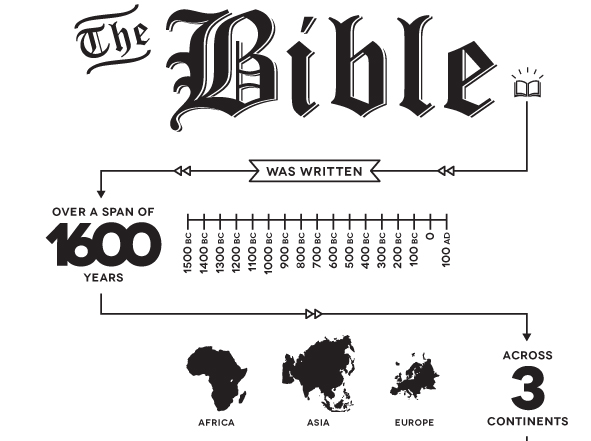 The Bible
WAS WRITTEN
OVER A SPAN OF
1600
YEARS
1500 BC
1400 BC
1300 BC
1200 BC
1100 BC
1000 BC
900 BC
800 BC
700 BC
600 BC
500 BC
400 BC
300 BC
200 BC
100 BC
0
100 AD
ACROSS
3
CONTINENTS
AFRICA
ASIA
EUROPE